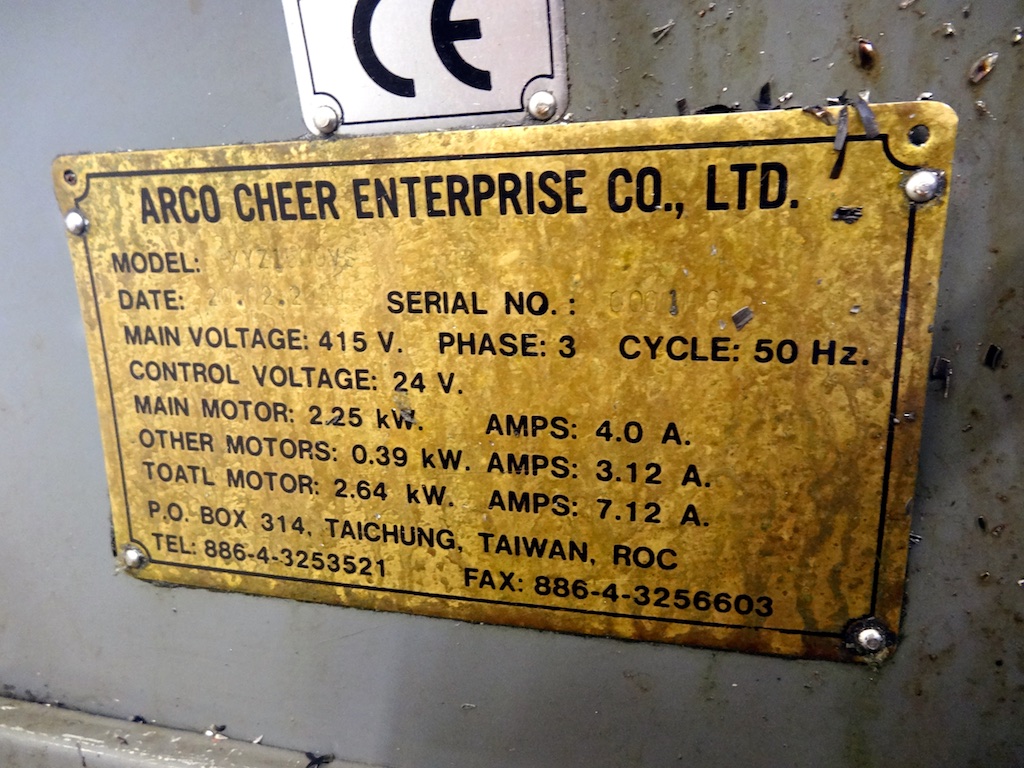 CE
ARCO CHEER ENTERPRISE CO., LTD.
MODEL:
DATE: SERIAL NO. :
MAIN VOLTAGE: 415 V. PHASE: 3 CYCLE: 50 Hz.
CONTROL VOLTAGE: 24 V.
MAIN MOTOR: 2.25 kW. AMPS: 4.0 A.
OTHER MOTORS: 0.39 kW. AMPS: 3.12 A.
TOATL MOTOR: 2.64 kW. AMPS: 7.12 A.
P.O. BOX 314, TAICHUNG, TAIWAN, ROC
TEL: 886-4-3253521 FAX: 886-4-3256603